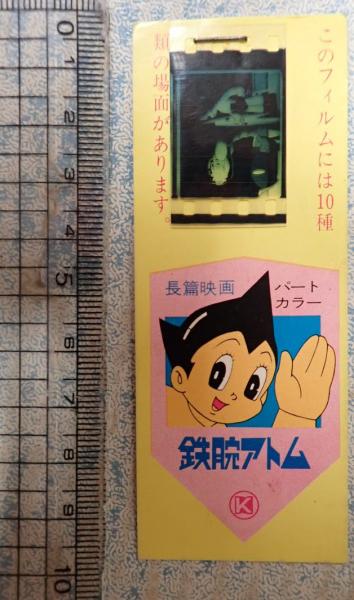 このフィルムには10種
類の場面があります。
長篇映画
パート
カラー
鉄腕アトム
K
0
1
2
3
4
5
6
7
8
9
10